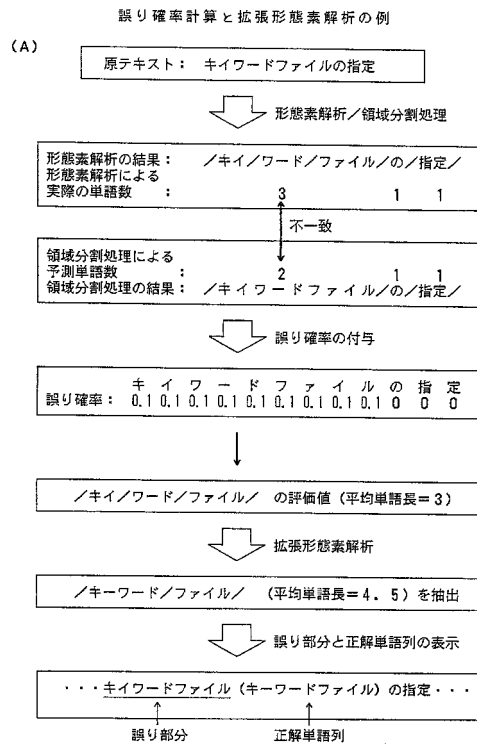 誤り確率計算と拡張形態素解析の例
(A)
原テキスト： キイワードファイルの指定
形態素解析／領域分割処理
形態素解析の結果： ／キイ／ワード／ファイル／の／指定／
形態素解析による
実際の単語数 ： 3 1 1
不一致
領域分割処理による
予測単語数 ： 2 1 1
領域分割処理の結果： ／キイワードファイル／の／指定／
誤り確率の付与
キ イ ワ ー ド フ ァ イ ル の 指 定
誤り確率： 0.1 0.1 0.1 0.1 0.1 0.1 0.1 0.1 0.1 0 0 0
／キイ／ワード／ファイル／ の評価値（平均単語長＝3）
拡張形態素解析
／キーワード／ファイル／ （平均単語長＝4．5）を抽出
誤り部分と正解単語列の表示
・・・キイワードファイル（キーワードファイル）の指定・・・
誤り部分 正解単語列